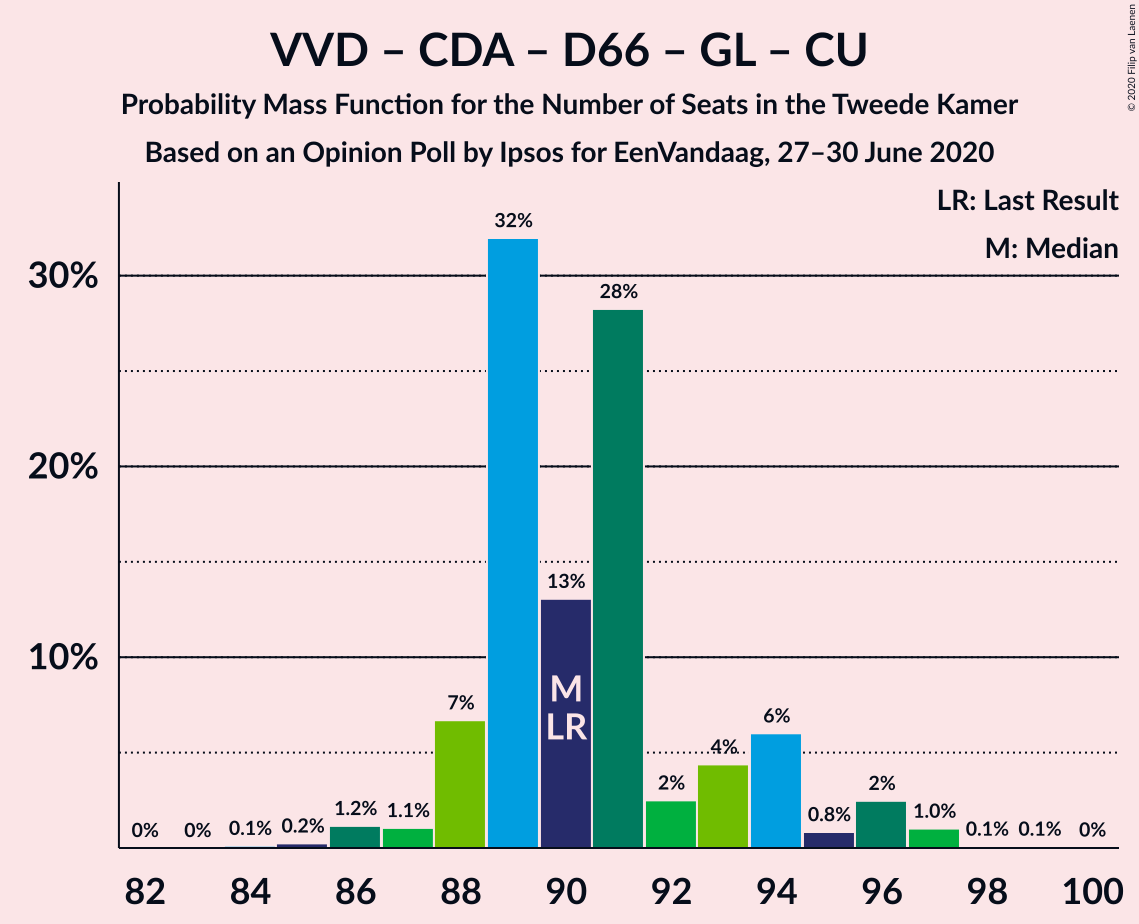 VVD – CDA – D66 – GL – CU
Probability Mass Function for the Number of Seats in the Tweede Kamer
Based on an Opinion Poll by Ipsos for EenVandaag, 27–30 June 2020
© 2020 Filip van Laenen
LR: Last Result
M: Median
30%
20%
10%
0%
0%
0.1%
0.2%
1.2%
1.1%
7%
32%
13%
28%
2%
4%
6%
0.8%
2%
1.0%
0.1%
0.1%
0%
M
LR
82 84 86 88 90 92 94 96 98 100